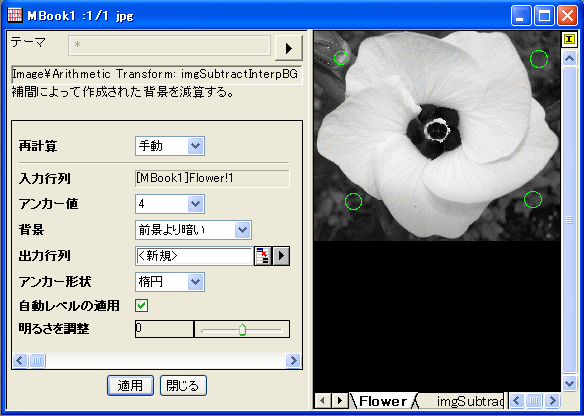 MBook1 :1/1 jpg
テーマ *
Image¥Arithmetic Transform: imgSubtractInterpBG
補間によって作成された背景を減算する。
再計算 手動
入力行列 [MBook1]Flower!1
アンカー値 4
背景 前景より暗い
出力行列 <新規>
アンカー形状 楕円
自動レベルの適用
明るさを調整 0
適用 閉じる
Flower imgSubtrac